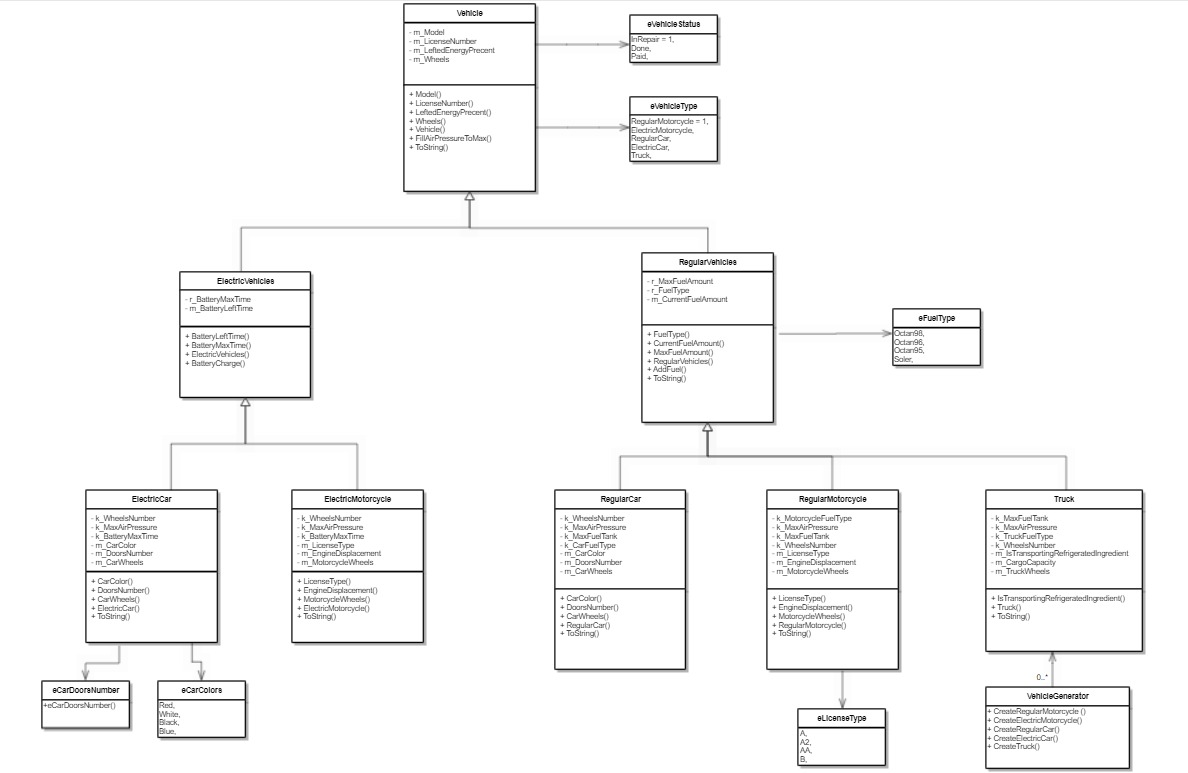 Vehicle
- m_Model
- m_LicenseNumber
- m_LeftedEnergyPrecent
- m_Wheels
+ Model()
+ LicenseNumber()
+ LeftedEnergyPrecent()
+ Wheels()
+ Vehicle()
+ FillAirPressureToMax()
+ ToString()
eVehicleStatus
InRepair = 1,
Done,
Paid,
eVehicleType
RegularMotorcycle = 1,
ElectricMotorcycle,
RegularCar,
ElectricCar,
Truck,
ElectricVehicles
- r_BatteryMaxTime
- m_BatteryLeftTime
+ BatteryLeftTime()
+ BatteryMaxTime()
+ ElectricVehicles()
+ BatteryCharge()
RegularVehicles
- r_MaxFuelAmount
- r_FuelType
- m_CurrentFuelAmount
+ FuelType()
+ CurrentFuelAmount()
+ MaxFuelAmount()
+ RegularVehicles()
+ AddFuel()
+ ToString()
eFuelType
Octan98,
Octan96,
Octan95,
Soler,
ElectricCar
- k_WheelsNumber
- k_MaxAirPressure
- k_BatteryMaxTime
- m_CarColor
- m_DoorsNumber
- m_CarWheels
+ CarColor()
+ DoorsNumber()
+ CarWheels()
+ ElectricCar()
+ ToString()
ElectricMotorcycle
- k_WheelsNumber
- k_MaxAirPressure
- k_BatteryMaxTime
- m_LicenseType
- m_EngineDisplacement
- m_MotorcycleWheels
+ LicenseType()
+ EngineDisplacement()
+ MotorcycleWheels()
+ ElectricMotorcycle()
+ ToString()
RegularCar
- k_WheelsNumber
- k_MaxAirPressure
- k_MaxFuelTank
- k_CarFuelType
- m_CarColor
- m_DoorsNumber
- m_CarWheels
+ CarColor()
+ DoorsNumber()
+ CarWheels()
+ RegularCar()
+ ToString()
RegularMotorcycle
- k_MotorcycleFuelType
- k_MaxAirPressure
- k_MaxFuelTank
- k_WheelsNumber
- m_LicenseType
- m_EngineDisplacement
- m_MotorcycleWheels
+ LicenseType()
+ EngineDisplacement()
+ MotorcycleWheels()
+ RegularMotorcycle()
+ ToString()
Truck
- k_MaxFuelTank
- k_MaxAirPressure
- k_TruckFuelType
- k_WheelsNumber
- m_IsTransportingRefrigeratedIngredient
- m_CargoCapacity
- m_TruckWheels
+ IsTransportingRefrigeratedIngredient()
+ Truck()
+ ToString()
eCarDoorsNumber
+eCarDoorsNumber()
eCarColors
Red,
White,
Black,
Blue,
eLicenseType
A,
A2,
AA,
B,
0..*
VehicleGenerator
+ CreateRegularMotorcycle ()
+ CreateElectricMotorcycle()
+ CreateRegularCar()
+ CreateElectricCar()
+ CreateTruck()